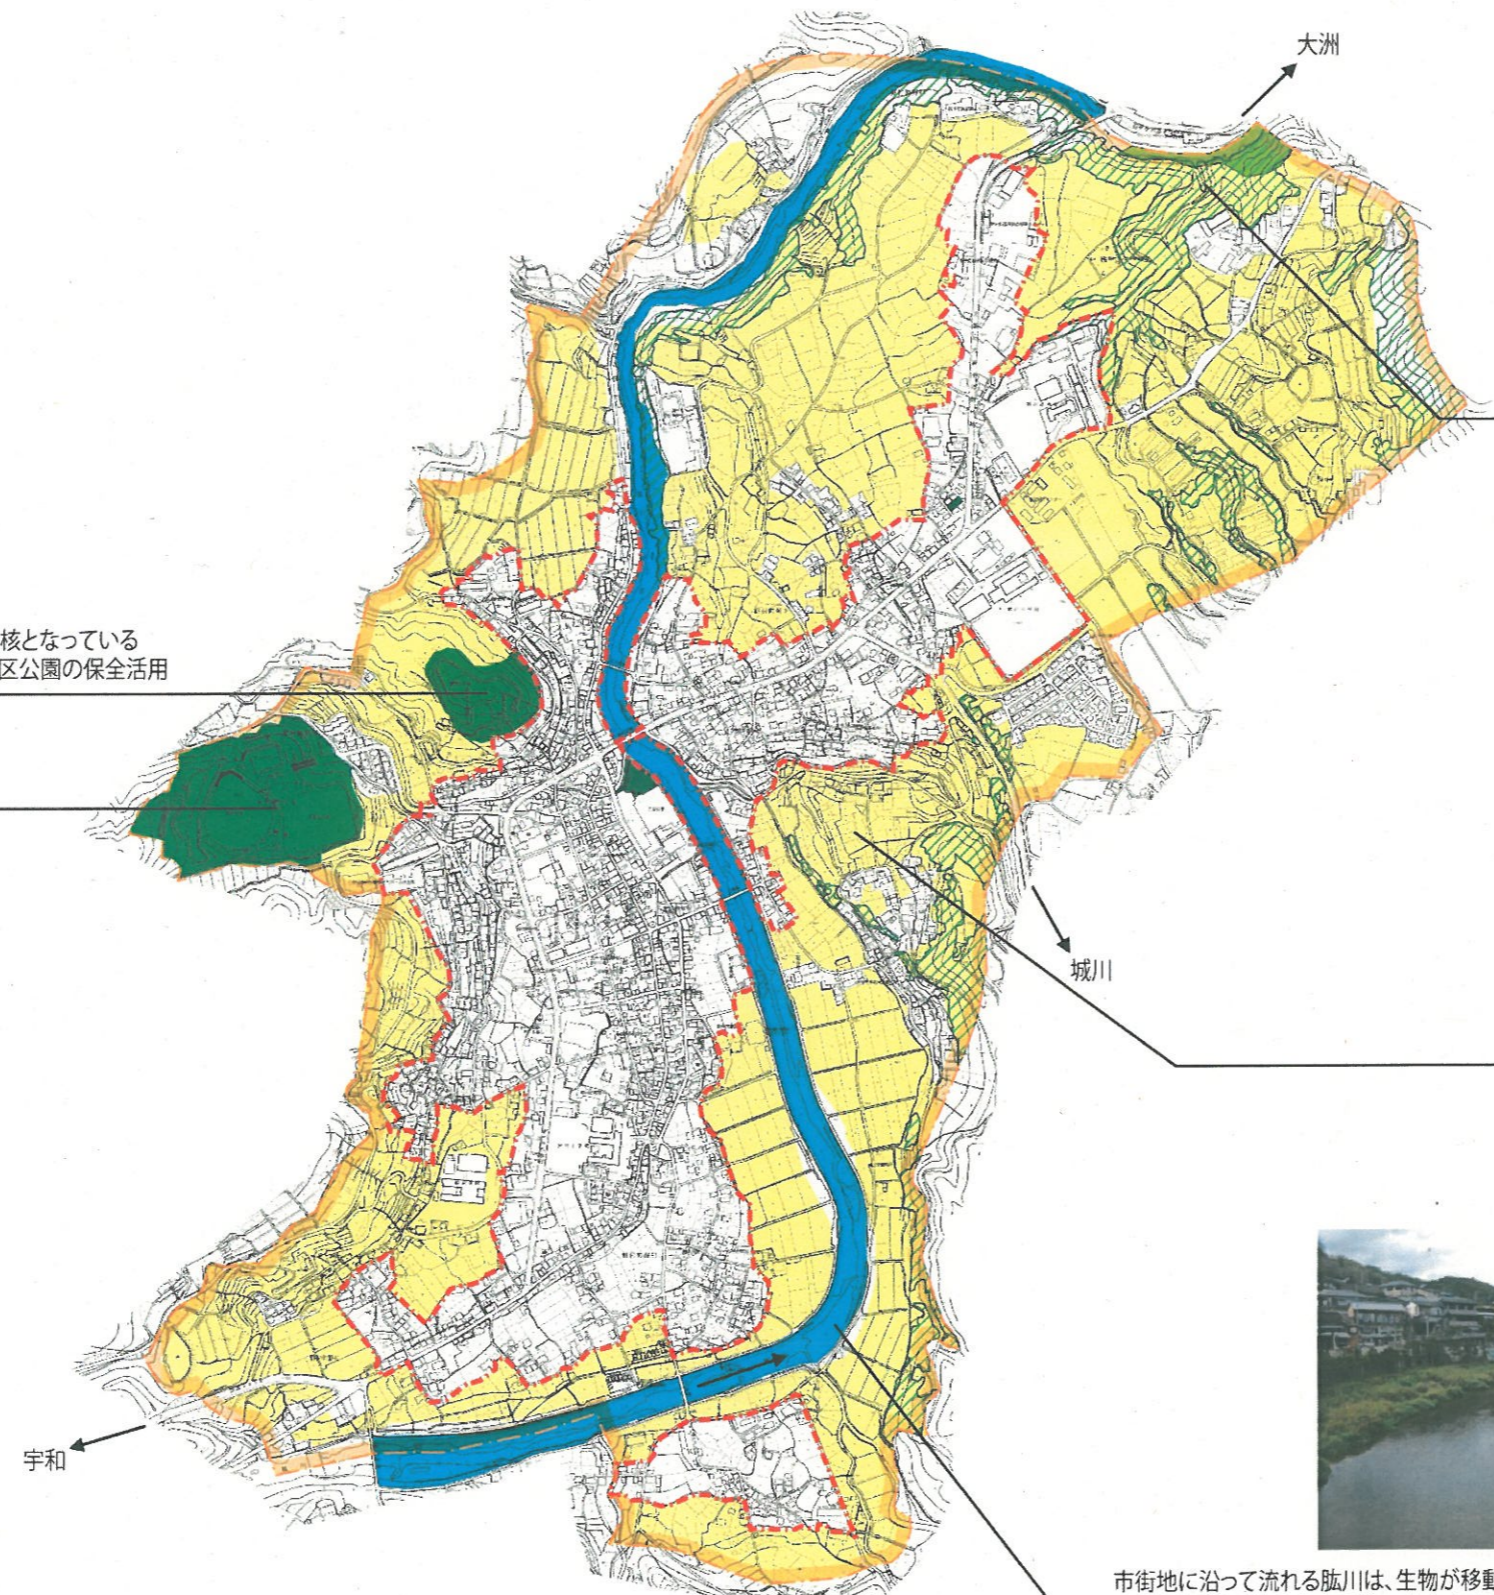 大洲
核となっている
区公園の保全活用
城川
宇和
市街地に沿って流れる肱川は、生物が移動